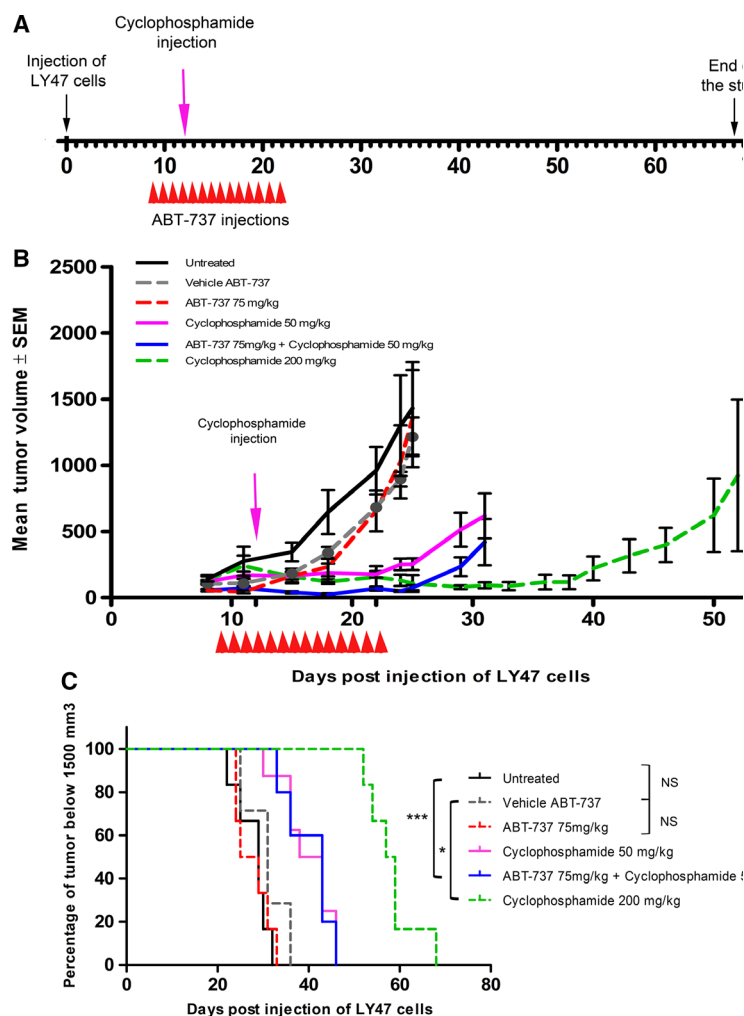 A
Cyclophosphamide
injection
Injection of
LY47 cells
End
the stu
0 10 20 30 40 50 60
ABT-737 injections
B
Untreated
Vehicle ABT-737
ABT-737 75 mg/kg
Cyclophosphamide 50 mg/kg
ABT-737 75mg/kg + Cyclophosphamide 50 mg/kg
Cyclophosphamide 200 mg/kg
Cyclophosphamide
injection
Mean tumor volume ± SEM
2500
2000
1500
1000
500
0
10 20 30 40 50
Days post injection of LY47 cells
C
Percentage of tumor below 1500 mm3
100
80
60
40
20
0
0 20 40 60 80
Days post injection of LY47 cells
Untreated
Vehicle ABT-737
ABT-737 75mg/kg
Cyclophosphamide 50 mg/kg
ABT-737 75mg/kg + Cyclophosphamide 5
Cyclophosphamide 200 mg/kg
***
*
NS
NS